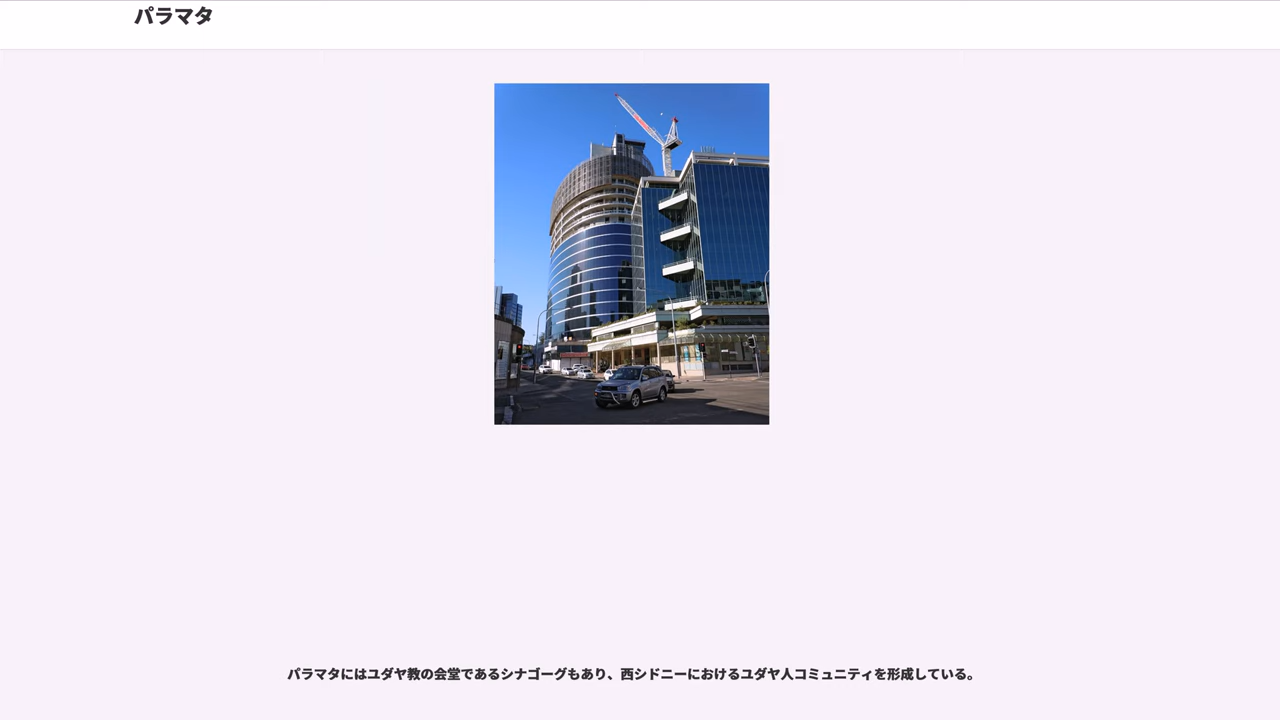 パラマタ
パラマタにはユダヤ教の会堂であるシナゴーグもあり、西シドニーにおけるユダヤ人コミュニティを形成している。